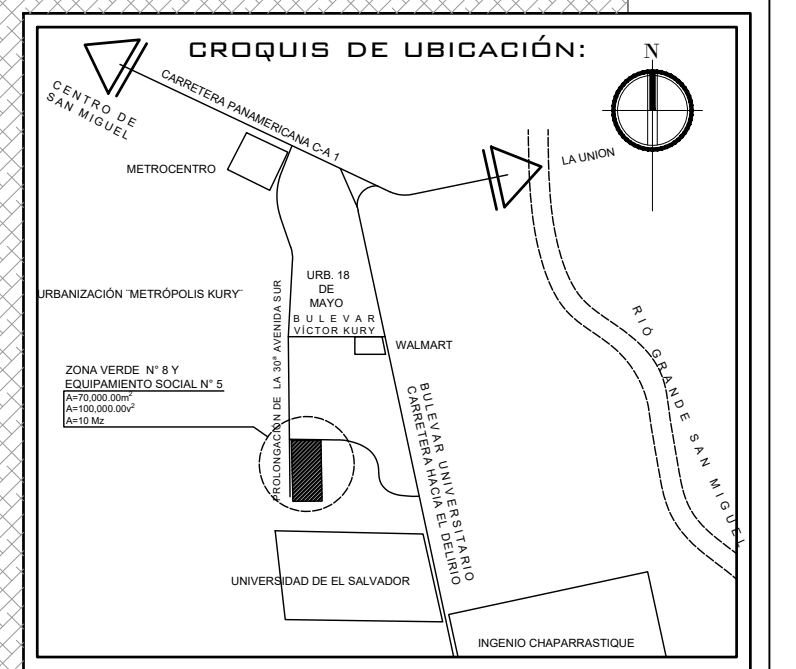 CROQUIS DE UBICACIÓN:
N
CENTRO DE
SAN MIGUEL
CARRETERA PANAMERICANA C-A 1
METROCENTRO
LA UNION
URB. 18
DE
MAYO
BULEVAR
VÍCTOR KURY
URBANIZACIÓN ¨METRÓPOLIS KURY¨
WALMART
RIÓ GRANDE SAN MIGUEL
PROLONGACIÓN DE LA 30ª AVENIDA SUR
ZONA VERDE N° 8 Y
EQUIPAMIENTO SOCIAL N° 5
A=70,000.00m²
A=100,000.00v²
A=10 Mz
BULEVAR UNIVERSITARIO
CARRETERA HACIA EL DELIRIO
UNIVERSIDAD DE EL SALVADOR
INGENIO CHAPARRASTIQUE